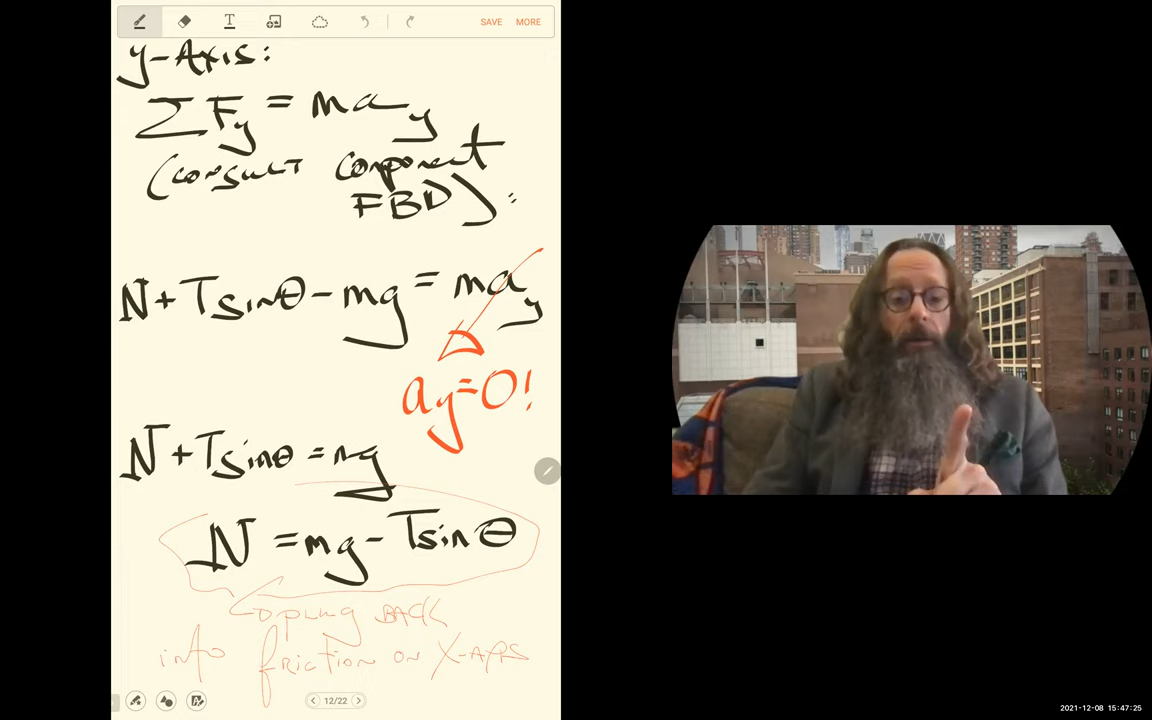 SAVE MORE
y-Axis:
ΣFy = may
(consult component
FBD):
N+Tsinθ-mg = may
ay=0!
N+Tsinθ=mg
N=mg-Tsinθ
Looping BACK
into friction on X-AXIS
12/22
2021-12-08 15:47:25